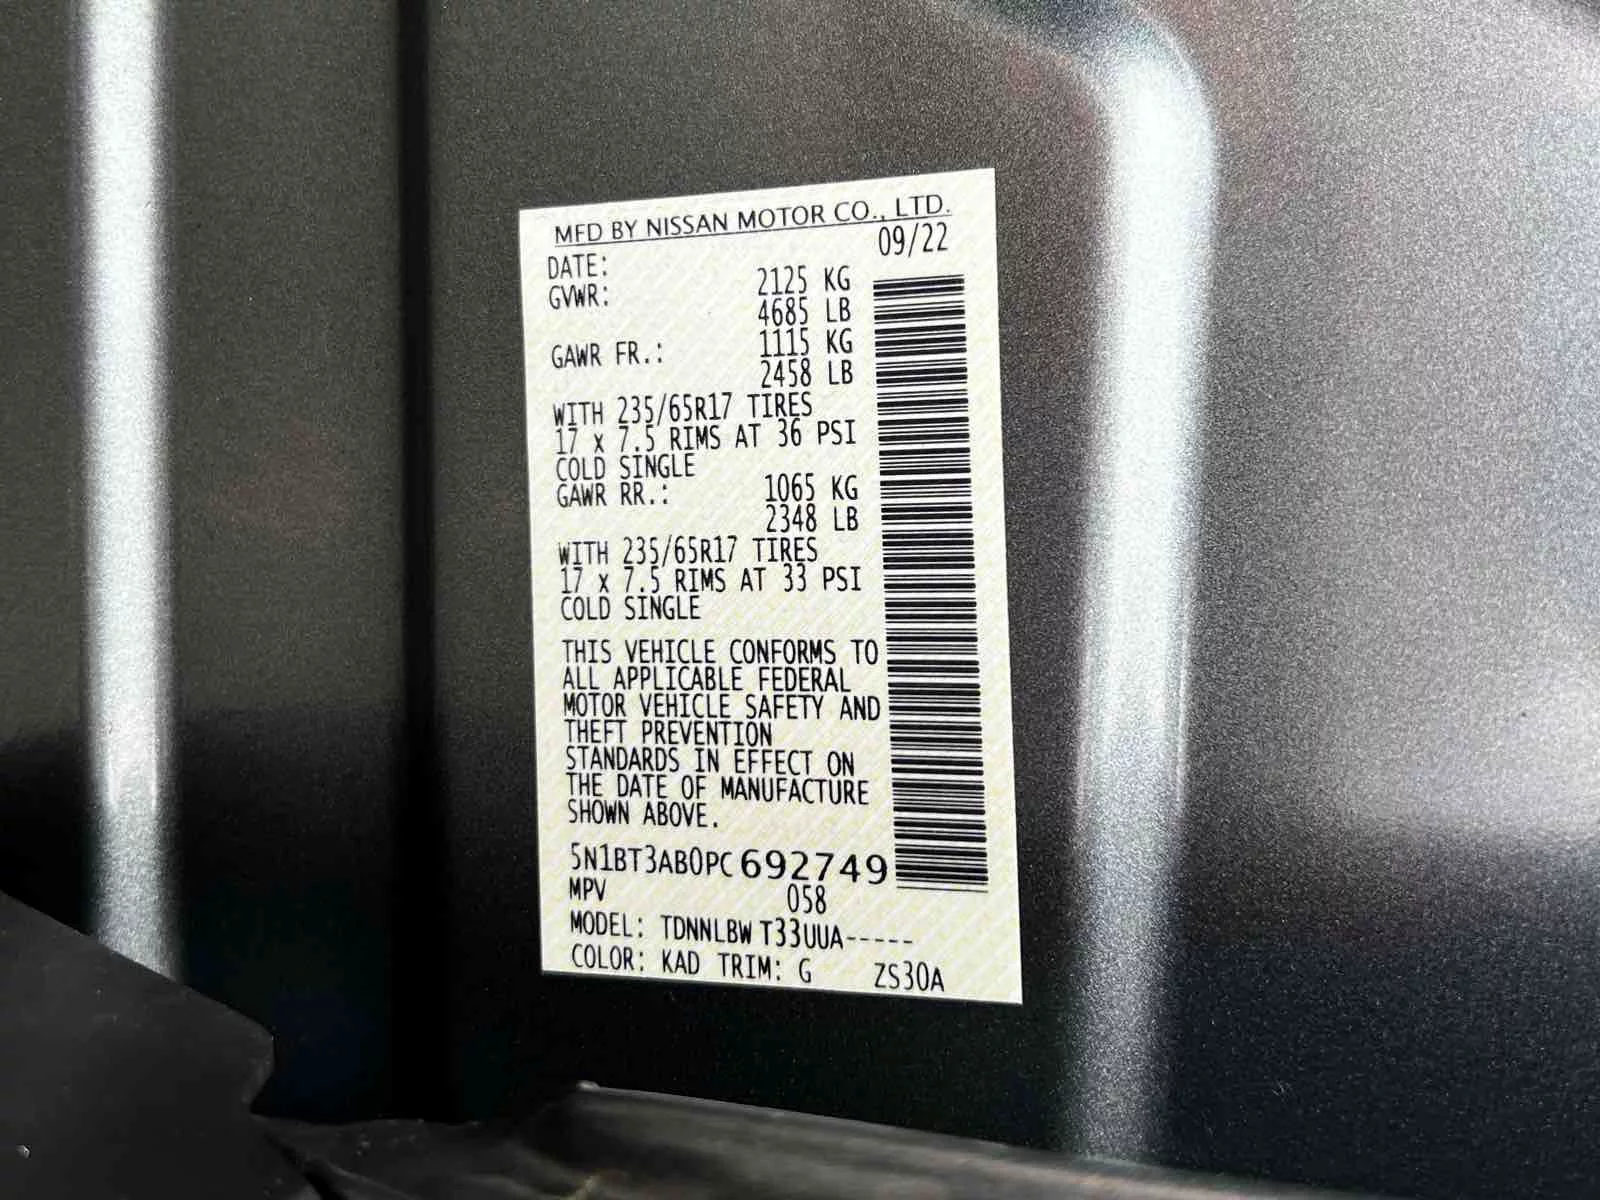 MFD BY NISSAN MOTOR CO., LTD.
DATE: 09/22
GVWR: 2125 KG
4685 LB
GAWR FR.: 1115 KG
2458 LB
WITH 235/65R17 TIRES
17 x 7.5 RIMS AT 36 PSI
COLD SINGLE
GAWR RR.: 1065 KG
2348 LB
WITH 235/65R17 TIRES
17 x 7.5 RIMS AT 33 PSI
COLD SINGLE
THIS VEHICLE CONFORMS TO
ALL APPLICABLE FEDERAL
MOTOR VEHICLE SAFETY AND
THEFT PREVENTION
STANDARDS IN EFFECT ON
THE DATE OF MANUFACTURE
SHOWN ABOVE.
5N1BT3AB0PC692749
MPV 058
MODEL: TDNNLBW T33UUA-----
COLOR: KAD TRIM: G ZS30A